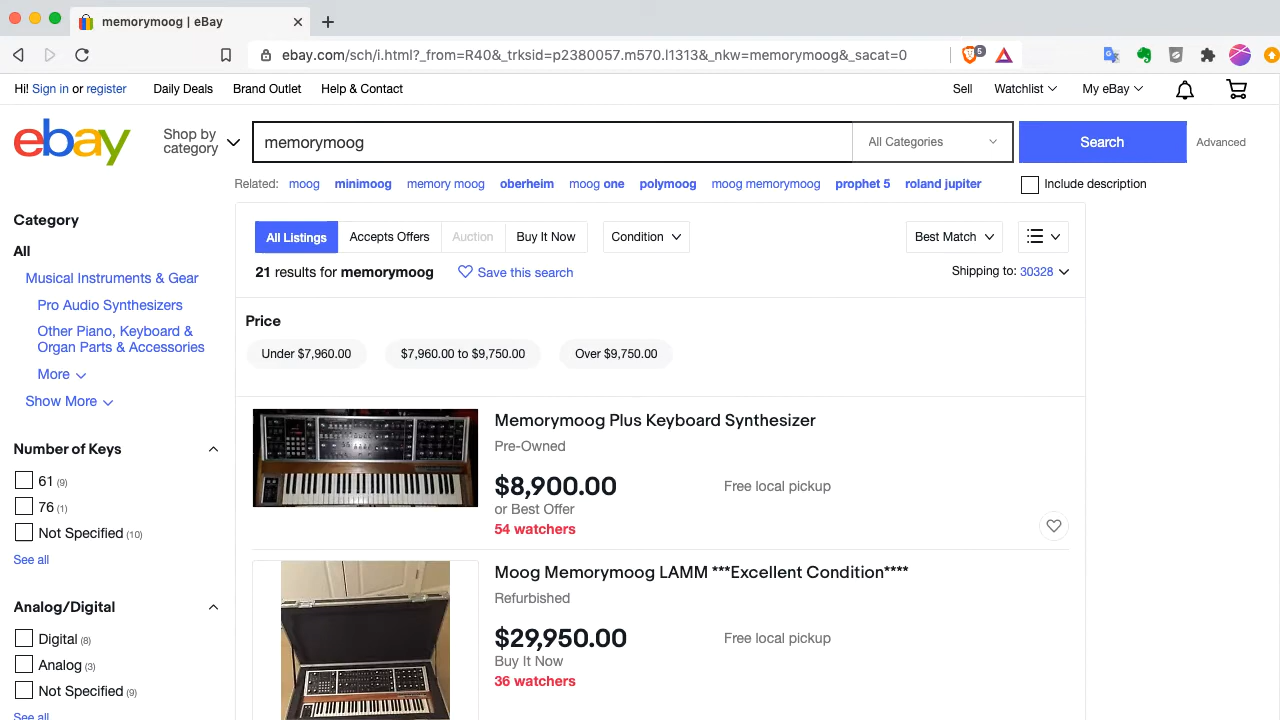 memorymoog | eBay
ebay.com/sch/i.html?_from=R40&_trksid=p2380057.m570.l1313&_nkw=memorymoog&_sacat=0
5
Hi! Sign in or register
Daily Deals
Brand Outlet
Help & Contact
Sell
Watchlist
My eBay
ebay
Shop by
category
memorymoog
All Categories
Search
Advanced
Related: moog minimoog memory moog oberheim moog one polymoog moog memorymoog prophet 5 roland jupiter
Include description
Category
All
Musical Instruments & Gear
Pro Audio Synthesizers
Other Piano, Keyboard &
Organ Parts & Accessories
More
Show More
Number of Keys
61 (9)
76 (1)
Not Specified (10)
See all
Analog/Digital
Digital (8)
Analog (3)
Not Specified (9)
See all
All Listings
Accepts Offers
Auction
Buy It Now
Condition
Best Match
21 results for memorymoog
Save this search
Shipping to: 30328
Price
Under $7,960.00
$7,960.00 to $9,750.00
Over $9,750.00
Memorymoog Plus Keyboard Synthesizer
Pre-Owned
$8,900.00
Free local pickup
or Best Offer
54 watchers
Moog Memorymoog LAMM ***Excellent Condition****
Refurbished
$29,950.00
Free local pickup
Buy It Now
36 watchers